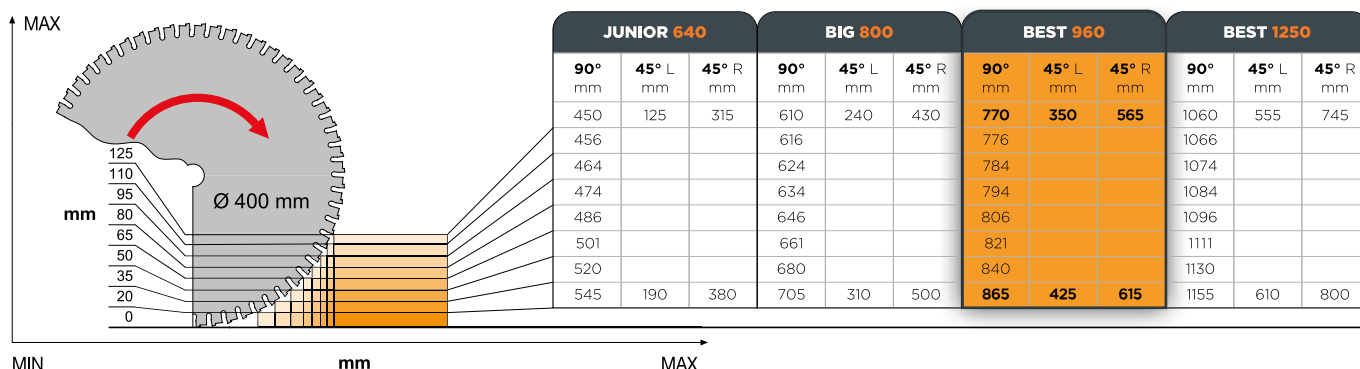 MAX
JUNIOR 640 BIG 800 BEST 960 BEST 1250
90° 45° L 45° R 90° 45° L 45° R 90° 45° L 45° R 90° 45° L 45° R
mm mm mm mm mm mm mm mm mm mm mm mm
450 125 315 610 240 430 770 350 565 1060 555 745
456 616 776 1066
464 624 784 1074
474 634 794 1084
486 646 806 1096
501 661 821 1111
520 680 840 1130
545 190 380 705 310 500 865 425 615 1155 610 800
125
110
95
mm 80
65
50
35
20
0
Ø 400 mm
MIN mm MAX